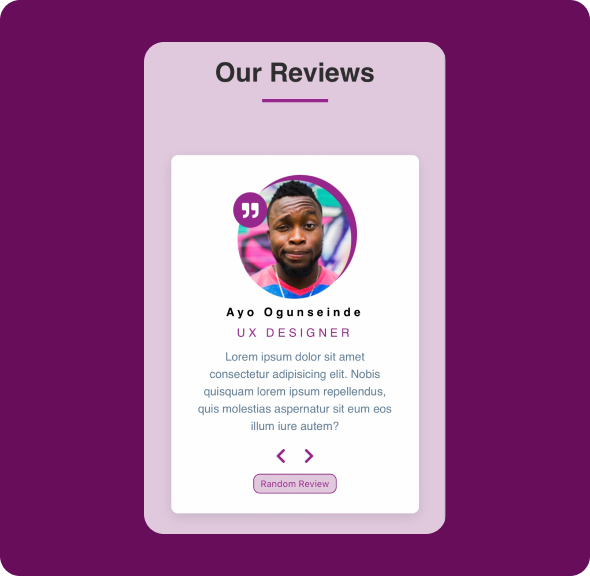 Our Reviews
Ayo Ogunseinde
UX DESIGNER
Lorem ipsum dolor sit amet
consectetur adipisicing elit. Nobis
quisquam lorem ipsum repellendus,
quis molestias aspernatur sit eum eos
illum iure autem?
Random Review